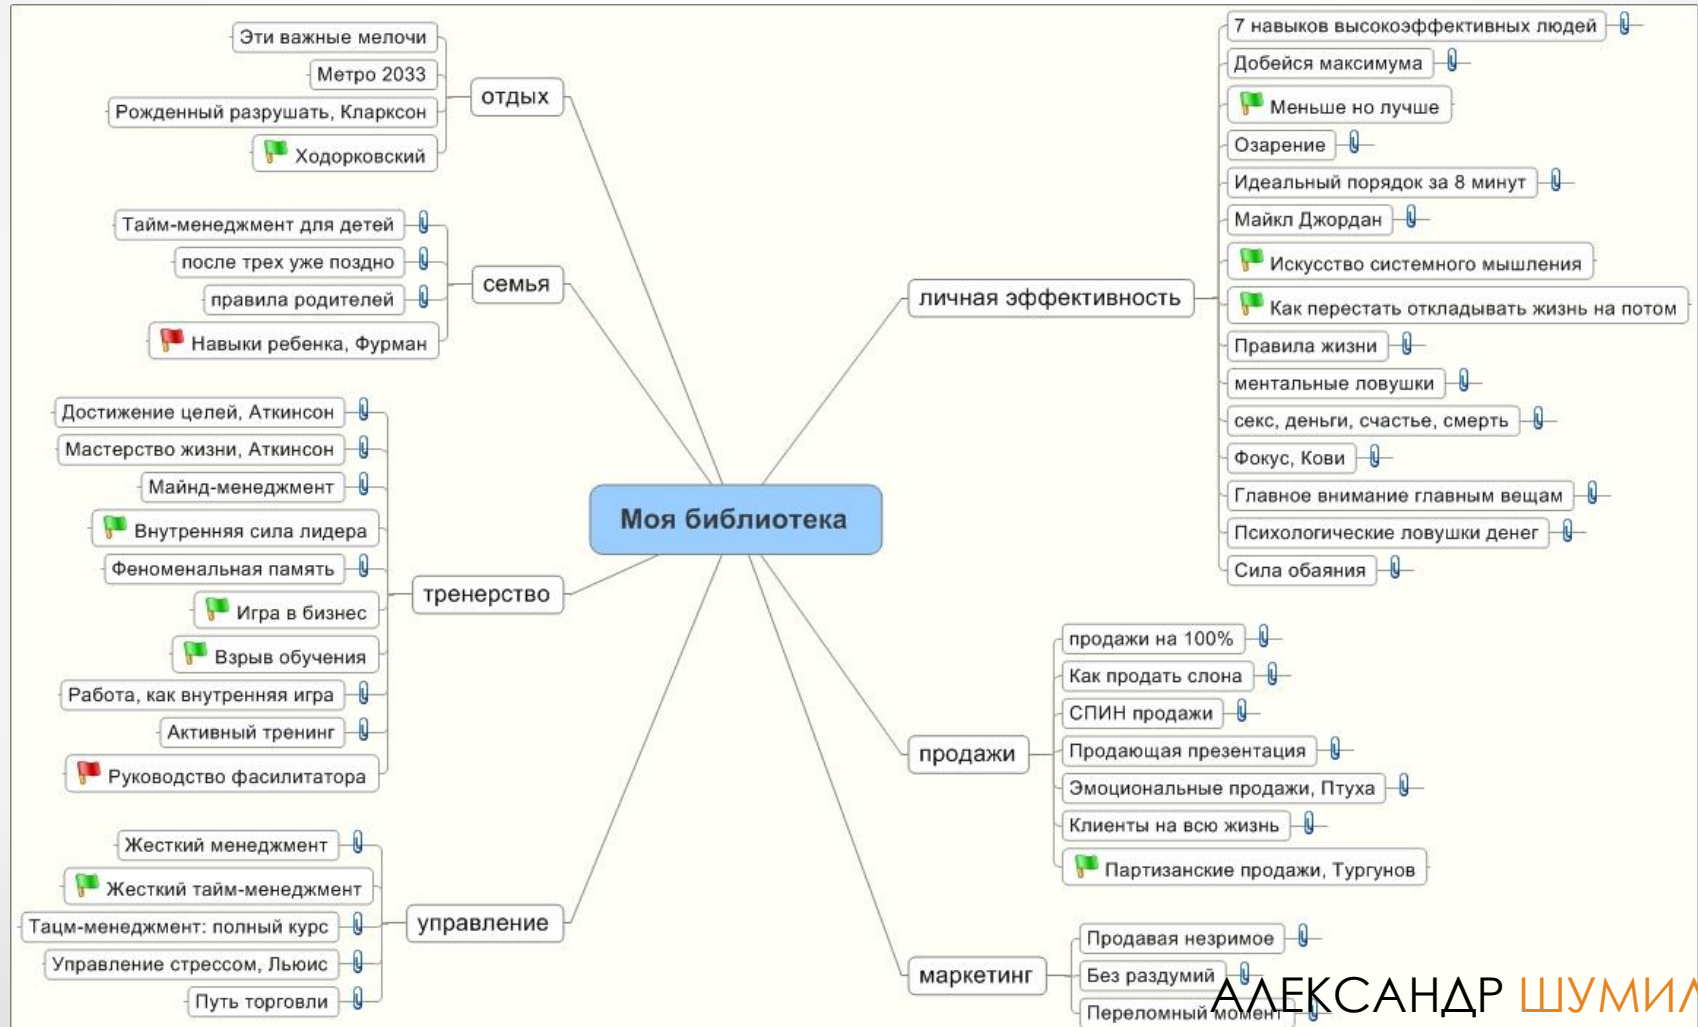 Эти важные мелочи
Метро 2033
Рожденный разрушать, Кларксон
Ходорковский
отдых
Тайм-менеджмент для детей
после трех уже поздно
правила родителей
Навыки ребенка, Фурман
семья
Достижение целей, Аткинсон
Мастерство жизни, Аткинсон
Майнд-менеджмент
Внутренняя сила лидера
Феноменальная память
Игра в бизнес
Взрыв обучения
Работа, как внутренняя игра
Активный тренинг
Руководство фасилитатора
тренерство
Жесткий менеджмент
Жесткий тайм-менеджмент
Тацм-менеджмент: полный курс
Управление стрессом, Льюис
Путь торговли
управление
Моя библиотека
личная эффективность
7 навыков высокоэффективных людей
Добейся максимума
Меньше но лучше
Озарение
Идеальный порядок за 8 минут
Майкл Джордан
Искусство системного мышления
Как перестать откладывать жизнь на потом
Правила жизни
ментальные ловушки
секс, деньги, счастье, смерть
Фокус, Кови
Главное внимание главным вещам
Психологические ловушки денег
Сила обаяния
продажи
продажи на 100%
Как продать слона
СПИН продажи
Продающая презентация
Эмоциональные продажи, Птуха
Клиенты на всю жизнь
Партизанские продажи, Тургунов
маркетинг
Продавая незримое
Без раздумий
Переломный момент
АЛЕКСАНДР